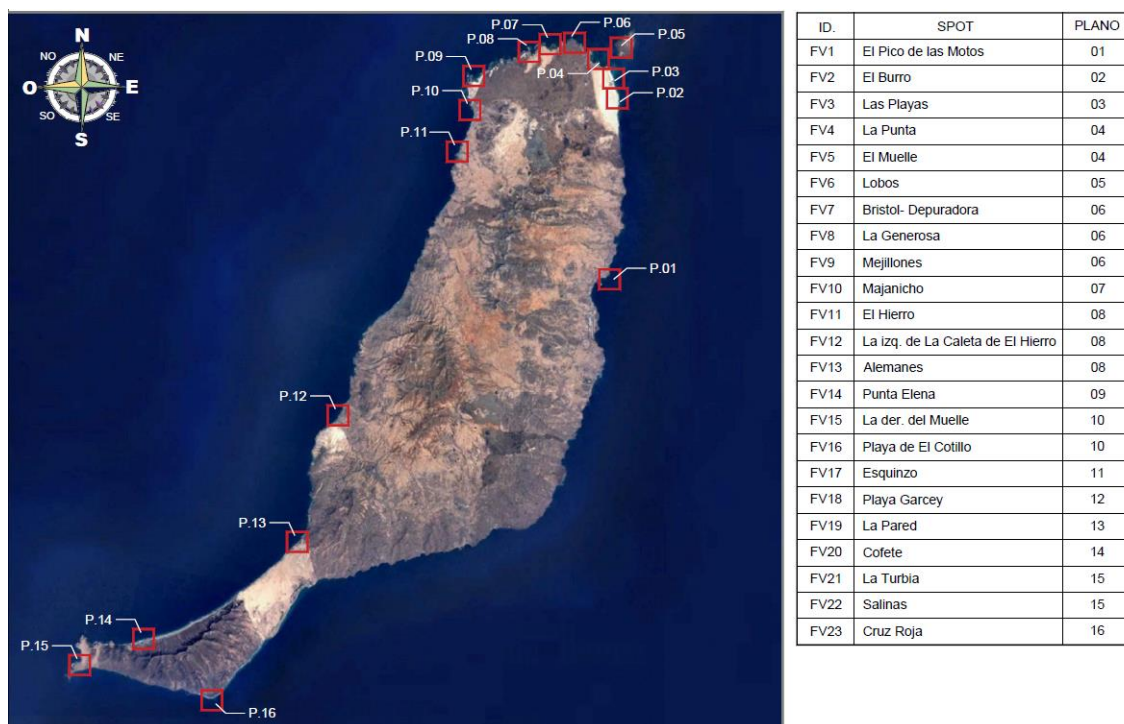 P.07
P.06
P.08
P.05
N
NO
NE
P.09
P.04
P.03
O
E
P.10
P.02
SO
SE
S
P.11
P.01
P.12
P.13
P.14
P.15
P.16
ID. SPOT PLANO
FV1 El Pico de las Motos 01
FV2 El Burro 02
FV3 Las Playas 03
FV4 La Punta 04
FV5 El Muelle 04
FV6 Lobos 05
FV7 Bristol- Depuradora 06
FV8 La Generosa 06
FV9 Mejillones 06
FV10 Majanicho 07
FV11 El Hierro 08
FV12 La izq. de La Caleta de El Hierro 08
FV13 Alemanes 08
FV14 Punta Elena 09
FV15 La der. del Muelle 10
FV16 Playa de El Cotillo 10
FV17 Esquinzo 11
FV18 Playa Garcey 12
FV19 La Pared 13
FV20 Cofete 14
FV21 La Turbia 15
FV22 Salinas 15
FV23 Cruz Roja 16